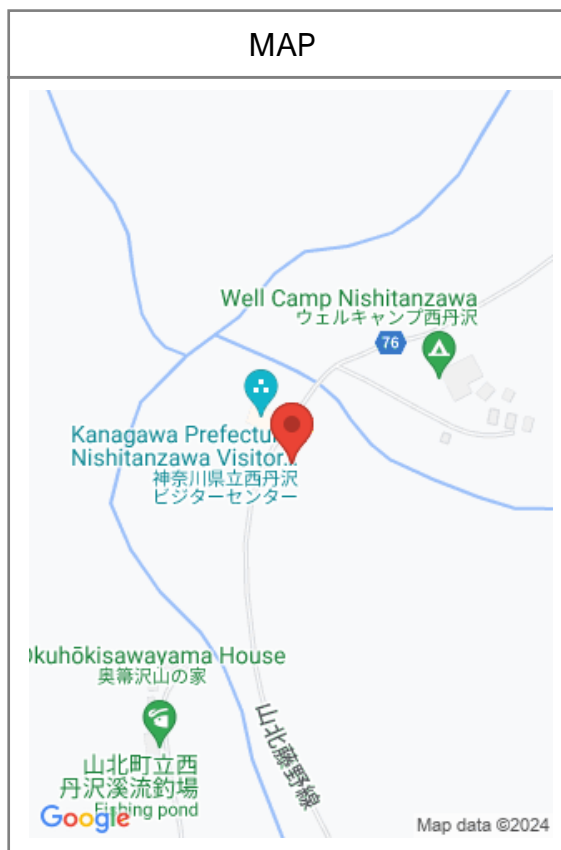 MAP
Well Camp Nishitanzawa
ウェルキャンプ西丹沢
76
Kanagawa Prefectur
Nishitanzawa Visitor...
神奈川県立西丹沢
ビジターセンター
Okuhōkisawayama House
奥箒沢山の家
山北藤野線
山北町立西
丹沢溪流釣場
Fishing pond
Google
Map data ©2024